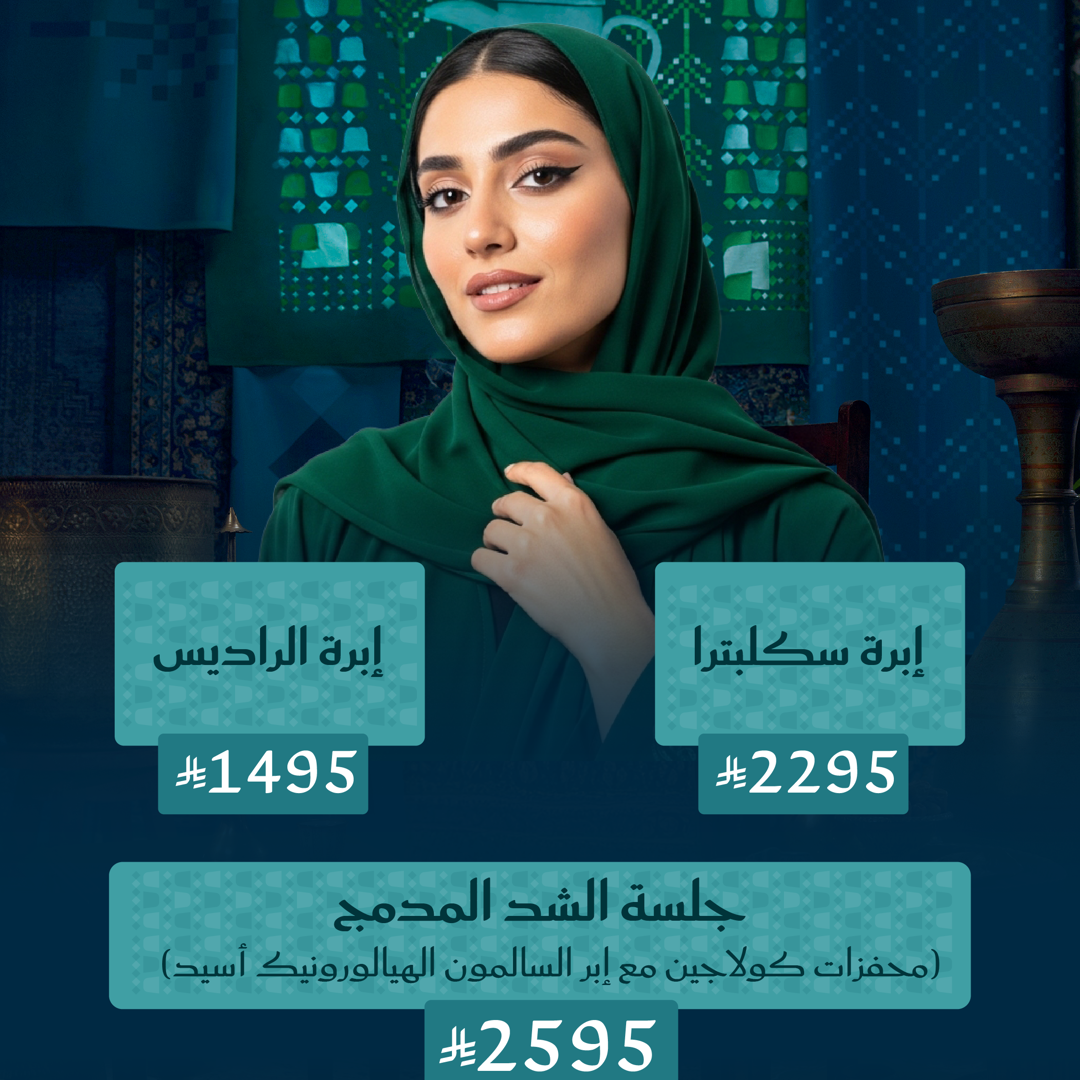 إبرة سكلبترا
⃁2295
إبرة الراديس
⃁1495
جلسة الشد المدمج
(محفزات كولاجين مع إبر السالمون الهيالورونيك أسيد)
⃁2595